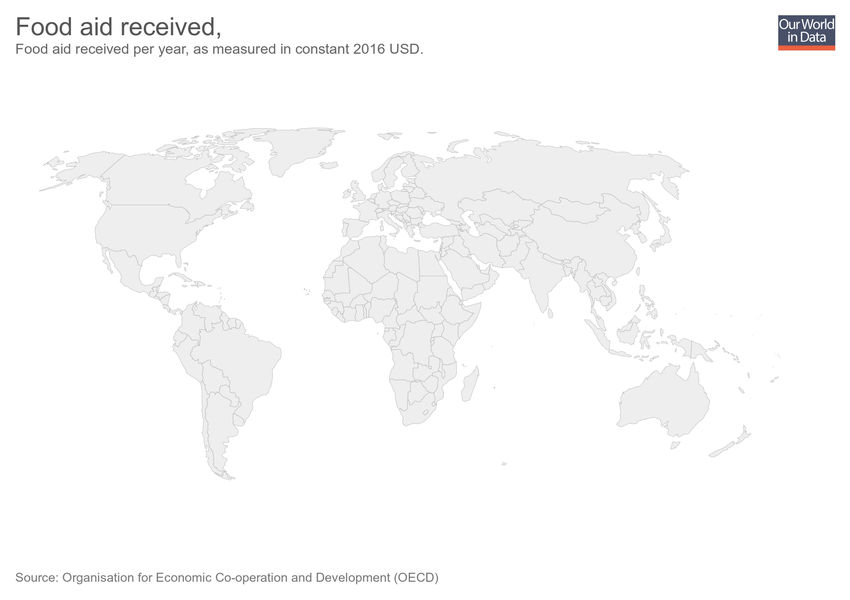 Food aid received,
Food aid received per year, as measured in constant 2016 USD.
Our World
in Data
Source: Organisation for Economic Co-operation and Development (OECD)